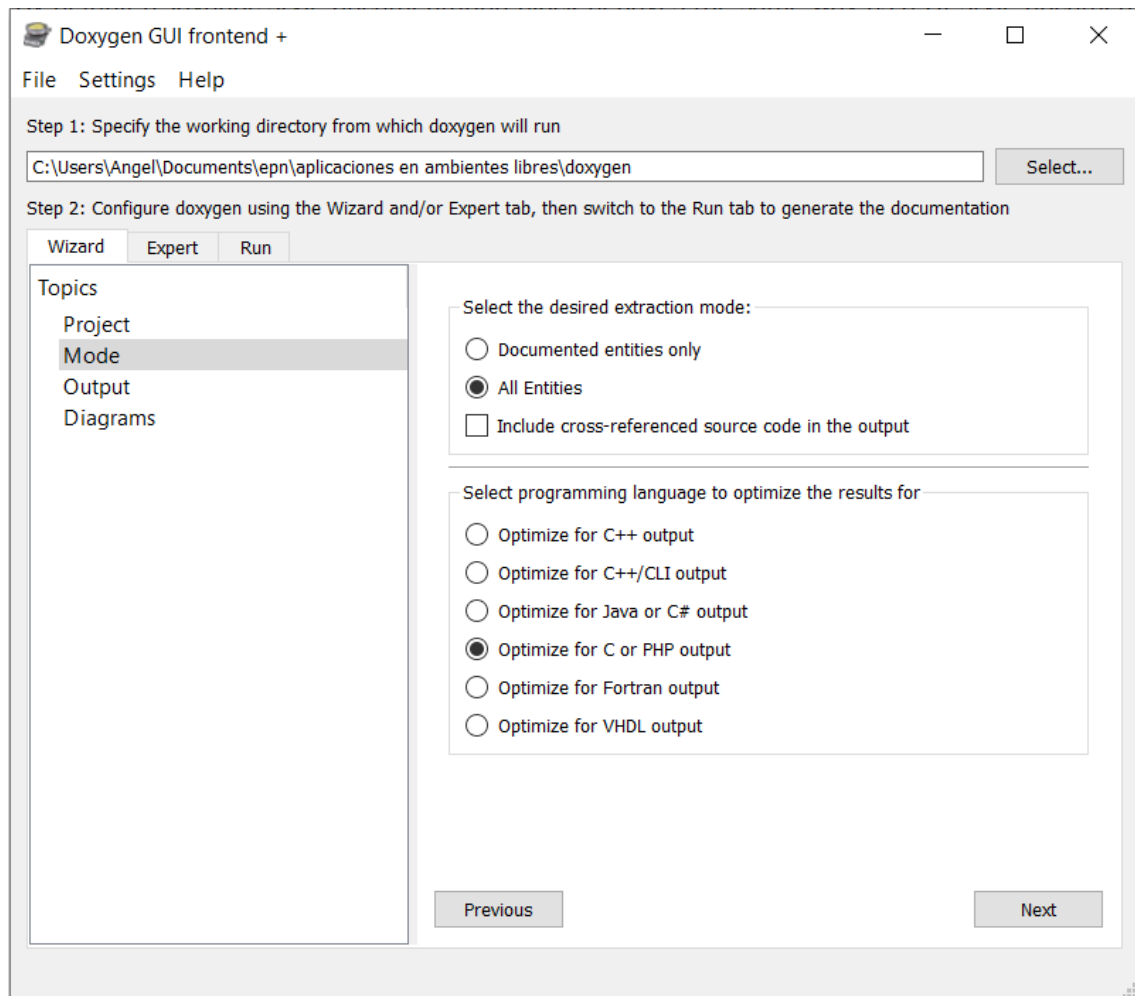 Doxygen GUI frontend +
File Settings Help
Step 1: Specify the working directory from which doxygen will run
C:\Users\Angel\Documents\epn\aplicaciones en ambientes libres\doxygen
Select...
Step 2: Configure doxygen using the Wizard and/or Expert tab, then switch to the Run tab to generate the documentation
Wizard Expert Run
Topics
Project
Mode
Output
Diagrams
Select the desired extraction mode:
Documented entities only
All Entities
Include cross-referenced source code in the output
Select programming language to optimize the results for
Optimize for C++ output
Optimize for C++/CLI output
Optimize for Java or C# output
Optimize for C or PHP output
Optimize for Fortran output
Optimize for VHDL output
Previous
Next